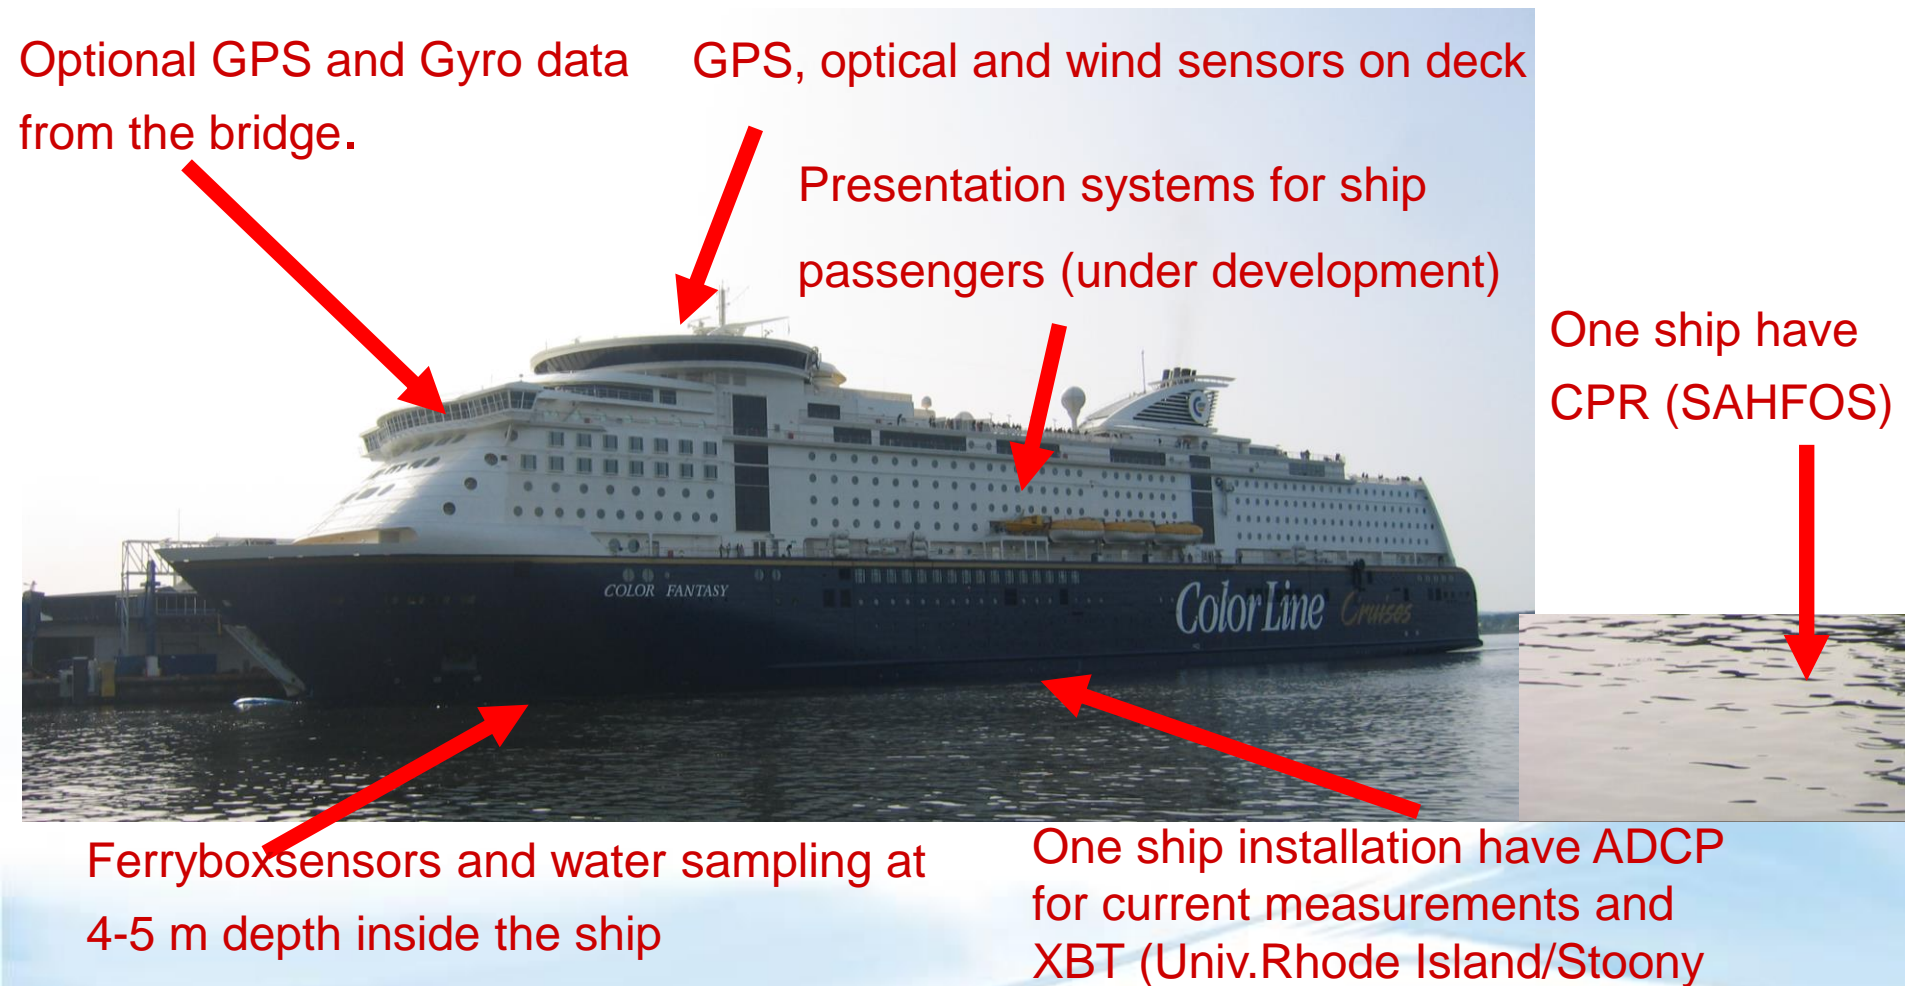 Optional GPS and Gyro data
from the bridge.
GPS, optical and wind sensors on deck
Presentation systems for ship
passengers (under development)
One ship have
CPR (SAHFOS)
COLOR FANTASY
Color Line Cruises
Ferryboxsensors and water sampling at
4-5 m depth inside the ship
One ship installation have ADCP
for current measurements and
XBT (Univ.Rhode Island/Stoony